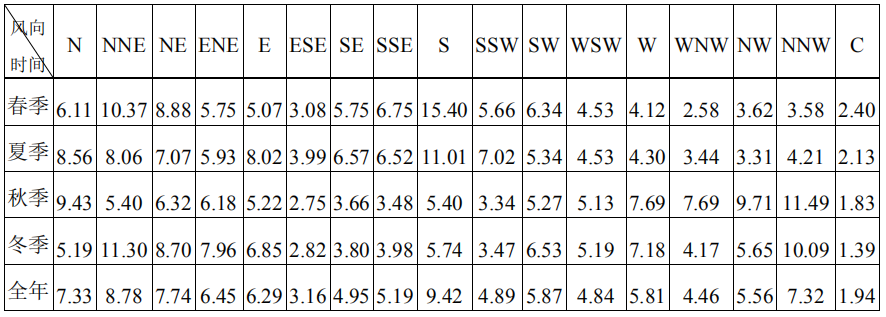 风向
时间
N NNE NE ENE E ESE SE SSE S SSW SW WSW W WNW NW NNW C
春季 6.11 10.37 8.88 5.75 5.07 3.08 5.75 6.75 15.40 5.66 6.34 4.53 4.12 2.58 3.62 3.58 2.40
夏季 8.56 8.06 7.07 5.93 8.02 3.99 6.57 6.52 11.01 7.02 5.34 4.53 4.30 3.44 3.31 4.21 2.13
秋季 9.43 5.40 6.32 6.18 5.22 2.75 3.66 3.48 5.40 3.34 5.27 5.13 7.69 7.69 9.71 11.49 1.83
冬季 5.19 11.30 8.70 7.96 6.85 2.82 3.80 3.98 5.74 3.47 6.53 5.19 7.18 4.17 5.65 10.09 1.39
全年 7.33 8.78 7.74 6.45 6.29 3.16 4.95 5.19 9.42 4.89 5.87 4.84 5.81 4.46 5.56 7.32 1.94